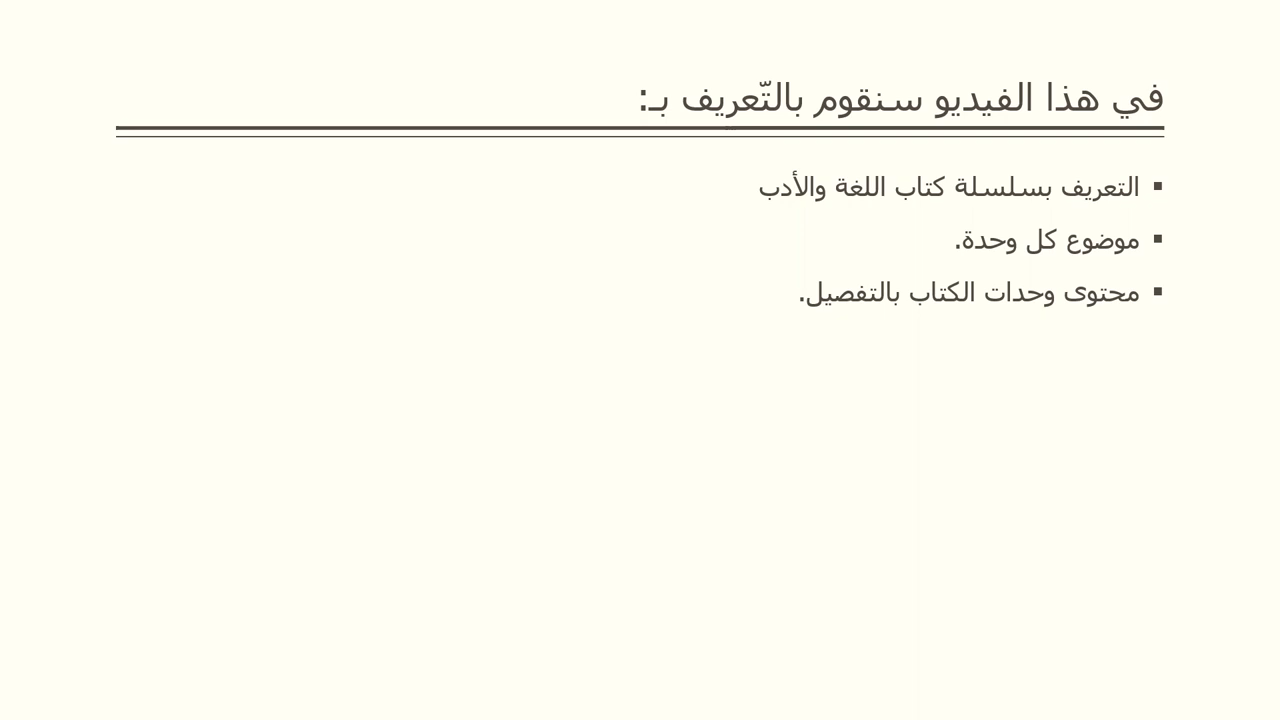 في هذا الفيديو سنقوم بالتّعريف بـ:
▪ التعريف بسلسلة كتاب اللغة والأدب
▪ موضوع كل وحدة.
▪ محتوى وحدات الكتاب بالتفصيل.